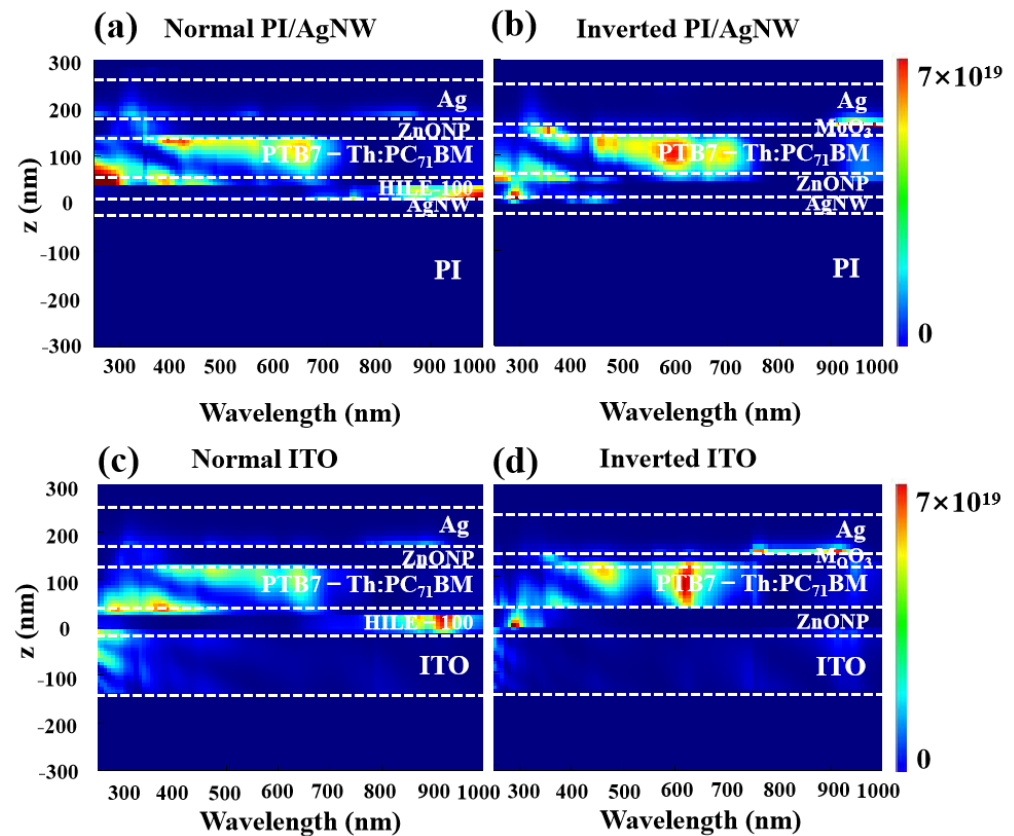 (a) Normal PI/AgNW
(b) Inverted PI/AgNW
z (nm)
300
200
100
0
-100
-200
-300
Ag
ZnONP
PTB7 − Th:PC₇₁BM
HILE-100
AgNW
PI
300 400 500 600 700 800 900 1000
Wavelength (nm)
Ag
MoO₃
PTB7 − Th:PC₇₁BM
ZnONP
AgNW
PI
300 400 500 600 700 800 900 1000
Wavelength (nm)
7×10¹⁹
0
(c) Normal ITO
(d) Inverted ITO
z (nm)
300
200
100
0
-100
-200
-300
Ag
ZnONP
PTB7 − Th:PC₇₁BM
HILE − 100
ITO
300 400 500 600 700 800 900 1000
Wavelength (nm)
Ag
MoO₃
PTB7 − Th:PC₇₁BM
ZnONP
ITO
300 400 500 600 700 800 900 1000
Wavelength (nm)
7×10¹⁹
0